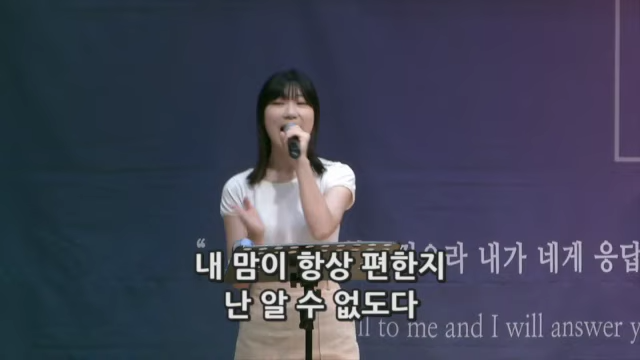 “
라 내가 네게 응답
to me and I will answer y
내 맘이 항상 편한지
난 알 수 없도다